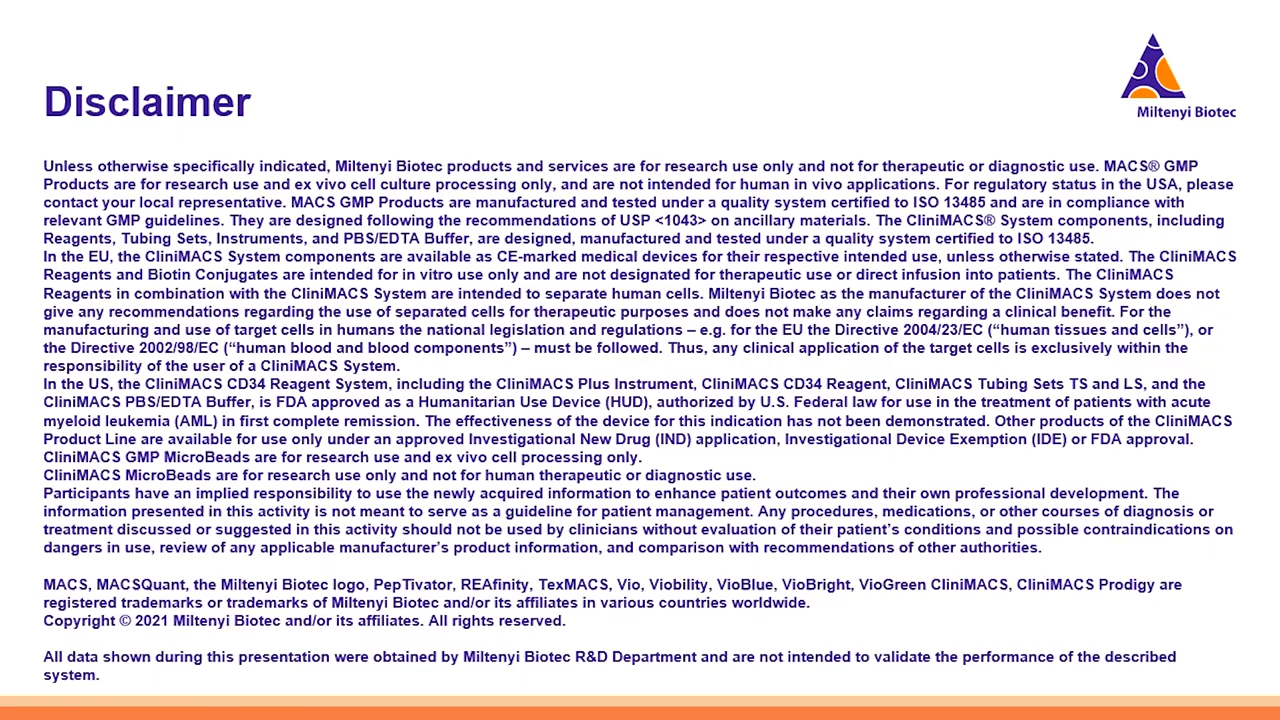 Disclaimer
Miltenyi Biotec
Unless otherwise specifically indicated, Miltenyi Biotec products and services are for research use only and not for therapeutic or diagnostic use. MACS® GMP
Products are for research use and ex vivo cell culture processing only, and are not intended for human in vivo applications. For regulatory status in the USA, please
contact your local representative. MACS GMP Products are manufactured and tested under a quality system certified to ISO 13485 and are in compliance with
relevant GMP guidelines. They are designed following the recommendations of USP <1043> on ancillary materials. The CliniMACS® System components, including
Reagents, Tubing Sets, Instruments, and PBS/EDTA Buffer, are designed, manufactured and tested under a quality system certified to ISO 13485.
In the EU, the CliniMACS System components are available as CE-marked medical devices for their respective intended use, unless otherwise stated. The CliniMACS
Reagents and Biotin Conjugates are intended for in vitro use only and are not designated for therapeutic use or direct infusion into patients. The CliniMACS
Reagents in combination with the CliniMACS System are intended to separate human cells. Miltenyi Biotec as the manufacturer of the CliniMACS System does not
give any recommendations regarding the use of separated cells for therapeutic purposes and does not make any claims regarding a clinical benefit. For the
manufacturing and use of target cells in humans the national legislation and regulations – e.g. for the EU the Directive 2004/23/EC (“human tissues and cells”), or
the Directive 2002/98/EC (“human blood and blood components”) – must be followed. Thus, any clinical application of the target cells is exclusively within the
responsibility of the user of a CliniMACS System.
In the US, the CliniMACS CD34 Reagent System, including the CliniMACS Plus Instrument, CliniMACS CD34 Reagent, CliniMACS Tubing Sets TS and LS, and the
CliniMACS PBS/EDTA Buffer, is FDA approved as a Humanitarian Use Device (HUD), authorized by U.S. Federal law for use in the treatment of patients with acute
myeloid leukemia (AML) in first complete remission. The effectiveness of the device for this indication has not been demonstrated. Other products of the CliniMACS
Product Line are available for use only under an approved Investigational New Drug (IND) application, Investigational Device Exemption (IDE) or FDA approval.
CliniMACS GMP MicroBeads are for research use and ex vivo cell processing only.
CliniMACS MicroBeads are for research use only and not for human therapeutic or diagnostic use.
Participants have an implied responsibility to use the newly acquired information to enhance patient outcomes and their own professional development. The
information presented in this activity is not meant to serve as a guideline for patient management. Any procedures, medications, or other courses of diagnosis or
treatment discussed or suggested in this activity should not be used by clinicians without evaluation of their patient’s conditions and possible contraindications on
dangers in use, review of any applicable manufacturer’s product information, and comparison with recommendations of other authorities.
MACS, MACSQuant, the Miltenyi Biotec logo, PepTivator, REAfinity, TexMACS, Vio, Viobility, VioBlue, VioBright, VioGreen CliniMACS, CliniMACS Prodigy are
registered trademarks or trademarks of Miltenyi Biotec and/or its affiliates in various countries worldwide.
Copyright © 2021 Miltenyi Biotec and/or its affiliates. All rights reserved.
All data shown during this presentation were obtained by Miltenyi Biotec R&D Department and are not intended to validate the performance of the described
system.